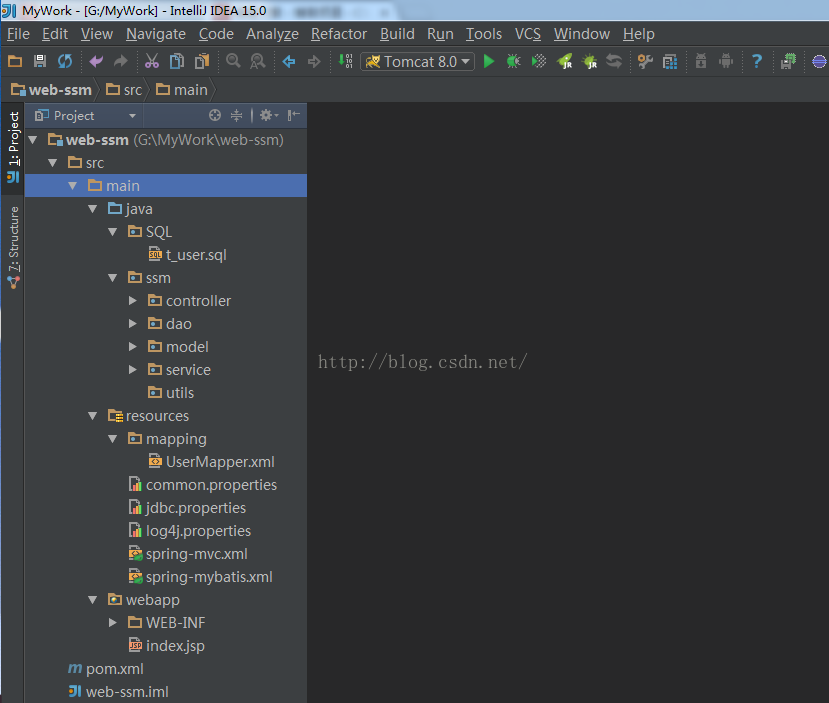 MyWork - [G:/MyWork] - IntelliJ IDEA 15.0
File Edit View Navigate Code Analyze Refactor Build Run Tools VCS Window Help
Tomcat 8.0
web-ssm src main
1: Project
7: Structure
Project
web-ssm (G:\MyWork\web-ssm)
src
main
java
SQL
t_user.sql
ssm
controller
dao
model
service
utils
resources
mapping
UserMapper.xml
common.properties
jdbc.properties
log4j.properties
spring-mvc.xml
spring-mybatis.xml
webapp
WEB-INF
index.jsp
pom.xml
web-ssm.iml
http://blog.csdn.net/